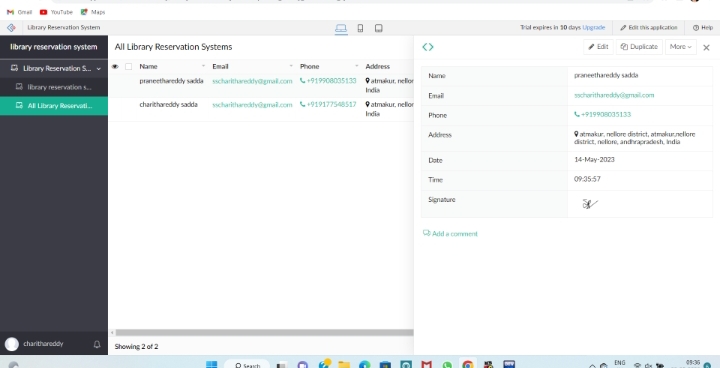 Gmail YouTube Maps
Library Reservation System
Trial expires in 10 days Upgrade Edit this application Help
library reservation system
All Library Reservation Systems
Edit Duplicate More
Library Reservation S...
library reservation s...
All Library Reservati...
Name Email Phone Address
praneethareddy sadda sscharithareddy@gmail.com +919908035133 atmakur, nellor
India
charithareddy sadda sscharithareddy@gmail.com +919177548517 atmakur, nellor
India
Name praneethareddy sadda
Email sscharithareddy@gmail.com
Phone +919908035133
Address atmakur, nellore district, atmakur,nellore
district, nellore, andhrapradesh, India
Date 14-May-2023
Time 09:35:57
Signature
Add a comment
charithareddy
Showing 2 of 2
Search
ENG
09:36